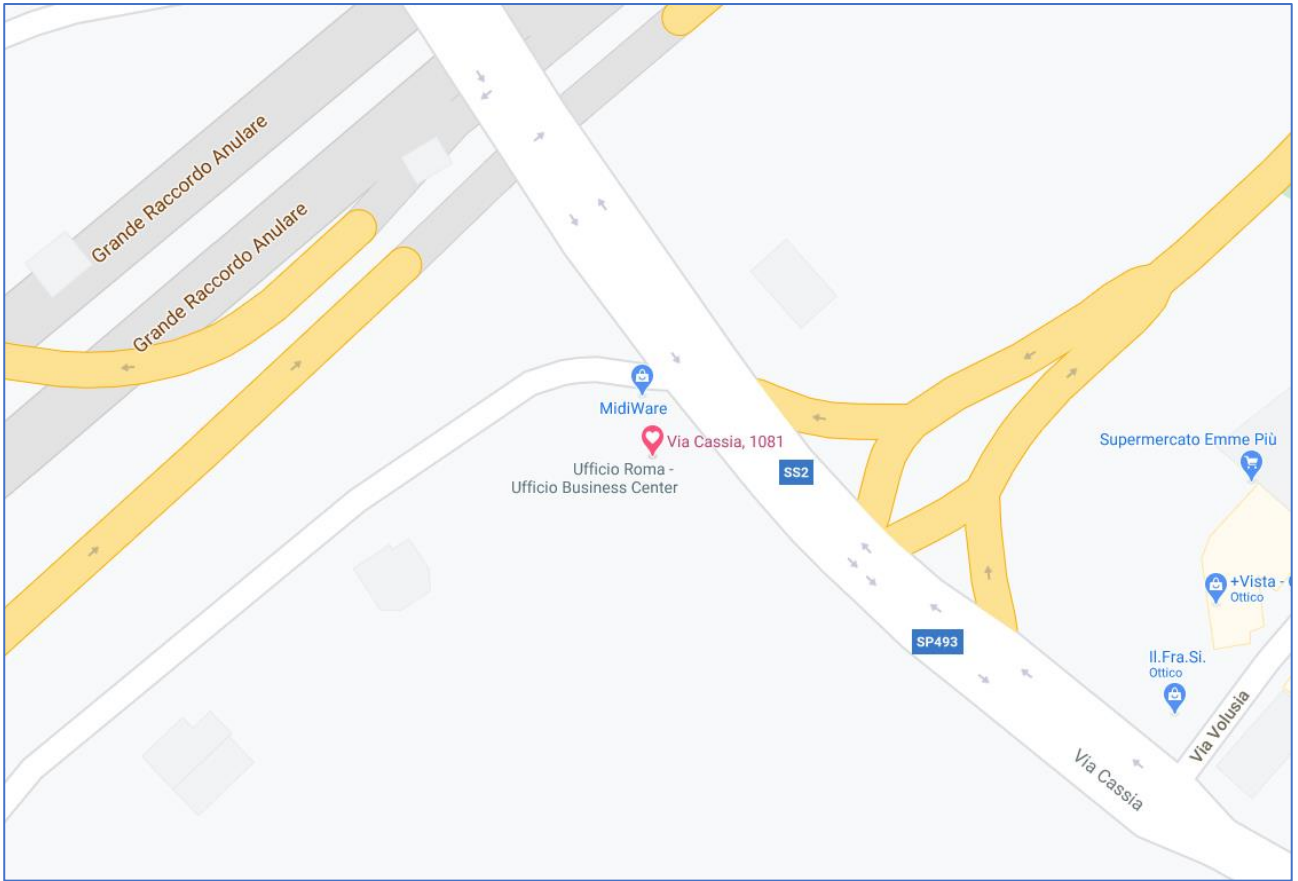 Grande Raccordo Anulare
Grande Raccordo Anulare
MidiWare
Via Cassia, 1081
Ufficio Roma -
Ufficio Business Center
SS2
Supermercato Emme Più
+Vista -
Ottico
SP493
Il.Fra.Si.
Ottico
Via Volusia
Via Cassia